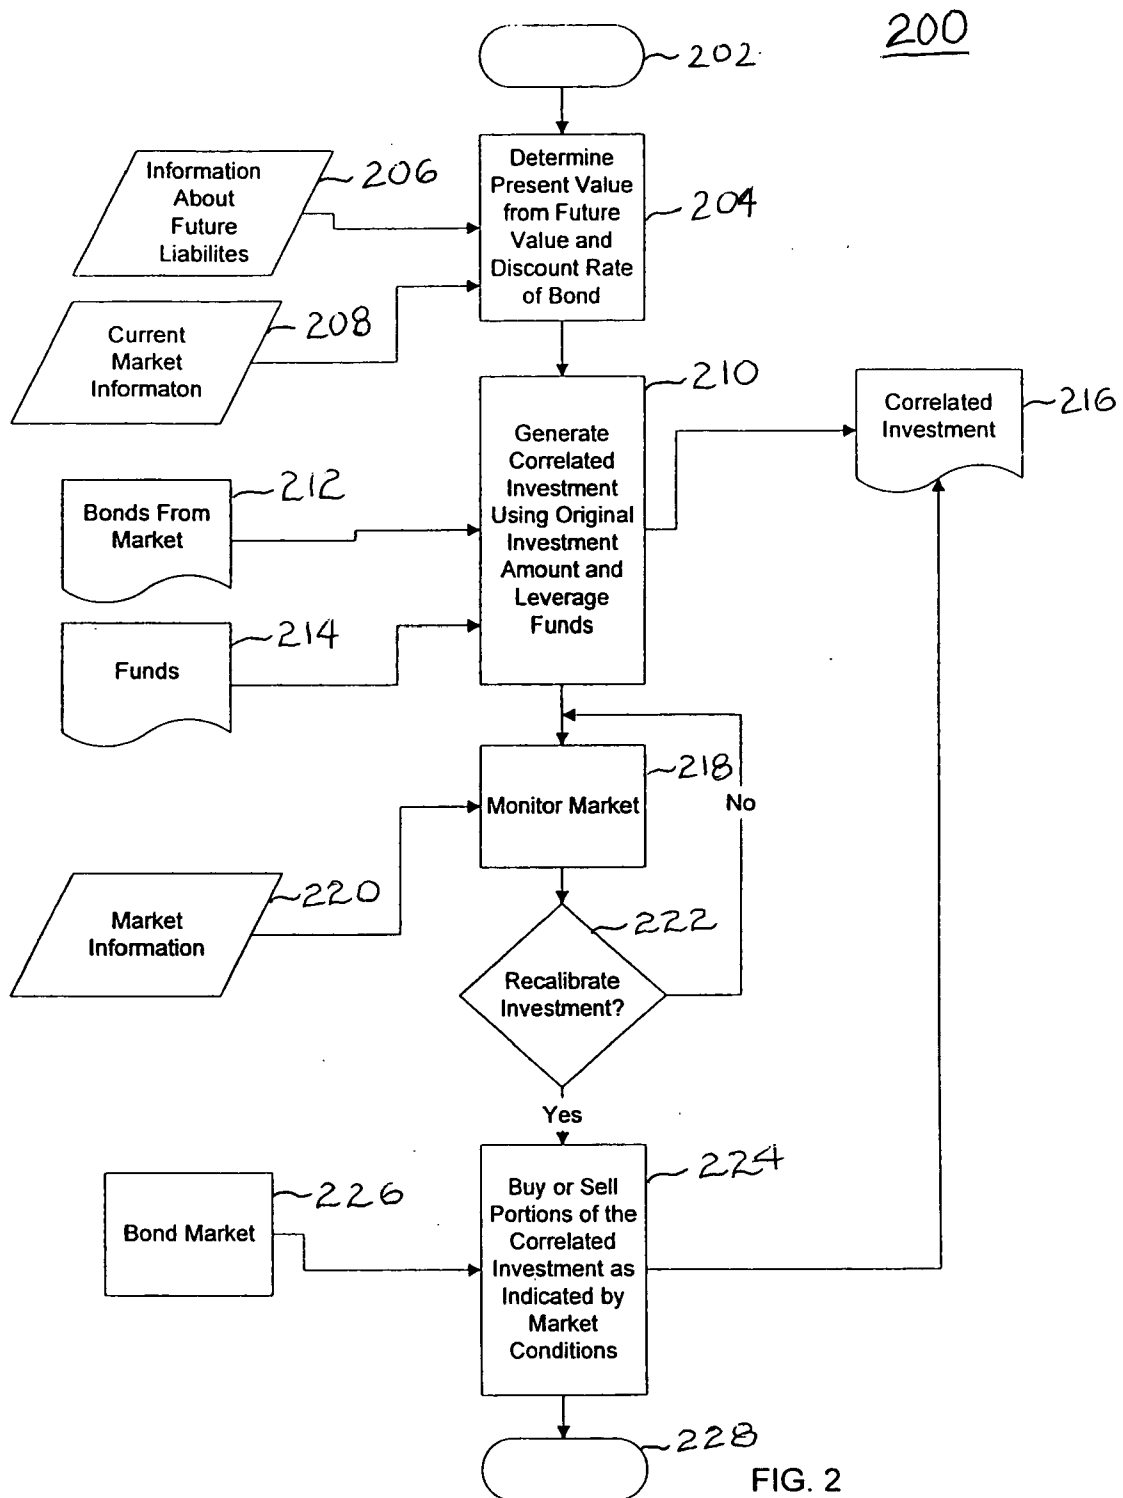 200
202
Determine
Present Value
from Future
Value and
Discount Rate
of Bond
204
Information
About
Future
Liabilites
206
Current
Market
Informaton
208
Generate
Correlated
Investment
Using Original
Investment
Amount and
Leverage
Funds
210
Correlated
Investment
216
Bonds From
Market
212
Funds
214
Monitor Market
218
No
Market
Information
220
Recalibrate
Investment?
222
Yes
Buy or Sell
Portions of the
Correlated
Investment as
Indicated by
Market
Conditions
224
Bond Market
226
228
FIG. 2